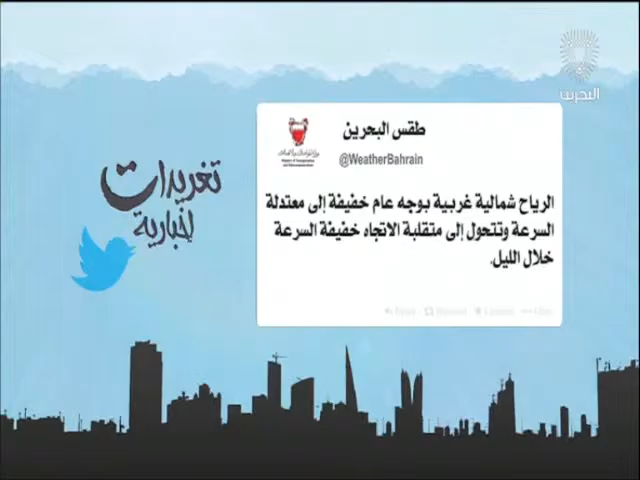 البحرين
طقس البحرين
@WeatherBahrain
تغريدات
إخبارية
الرياح شمالية غربية بوجه عام خفيفة إلى معتدلة
السرعة وتتحول إلى متقلبة الاتجاه خفيفة السرعة
خلال الليل.
Reply